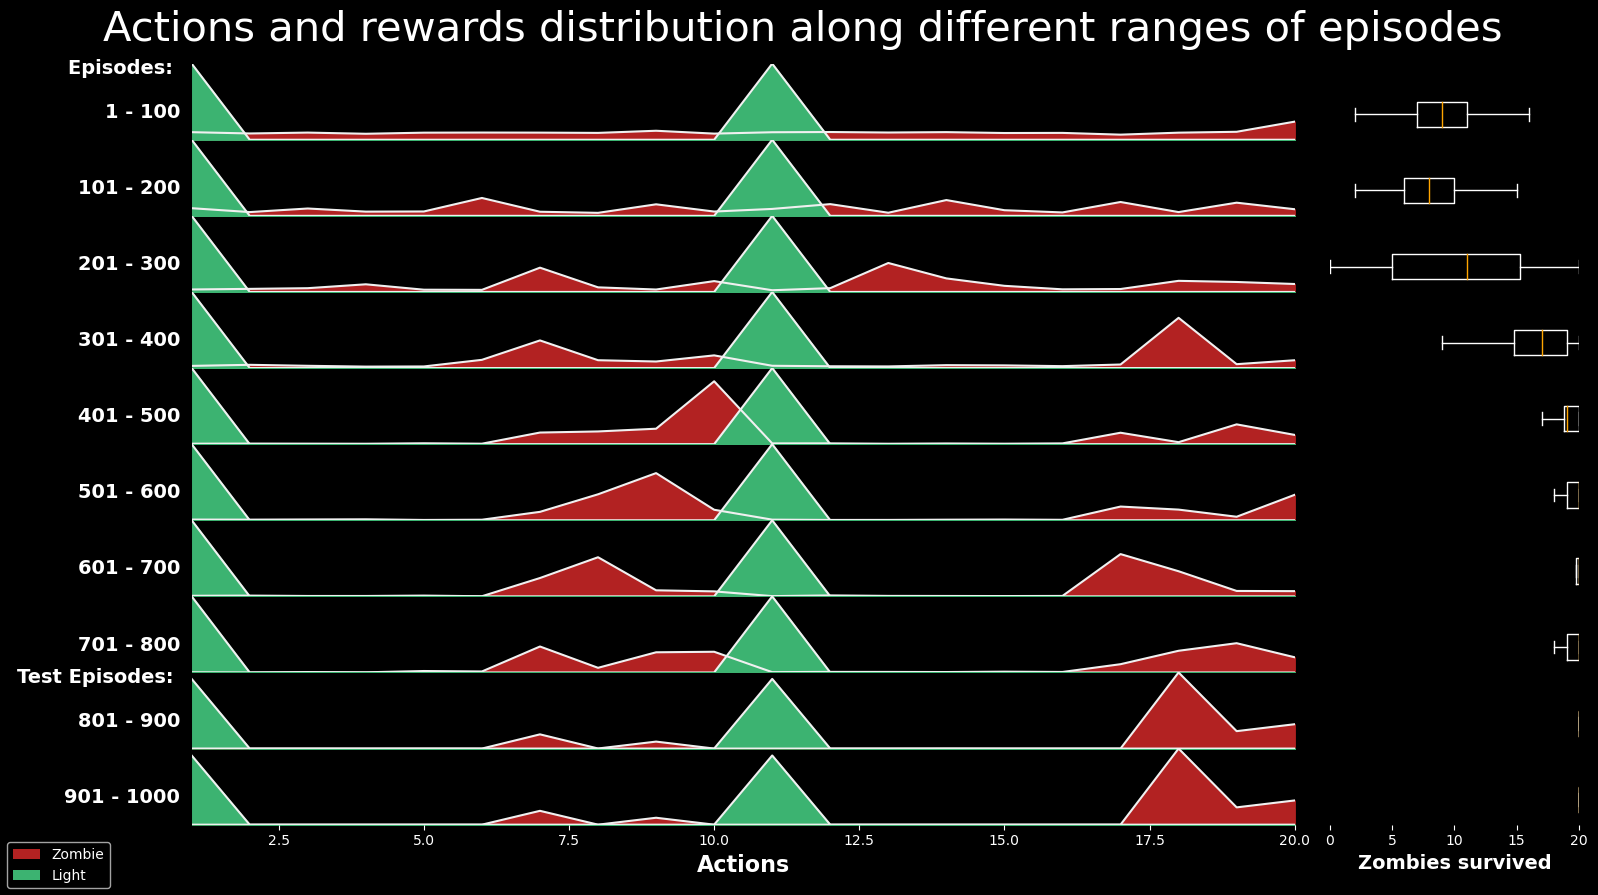 Actions and rewards distribution along different ranges of episodes
Episodes:
1 - 100
101 - 200
201 - 300
301 - 400
401 - 500
501 - 600
601 - 700
701 - 800
Test Episodes:
801 - 900
901 - 1000
2.5 5.0 7.5 10.0 12.5 15.0 17.5 20.0 0 5 10 15 20
Actions Zombies survived
Zombie
Light